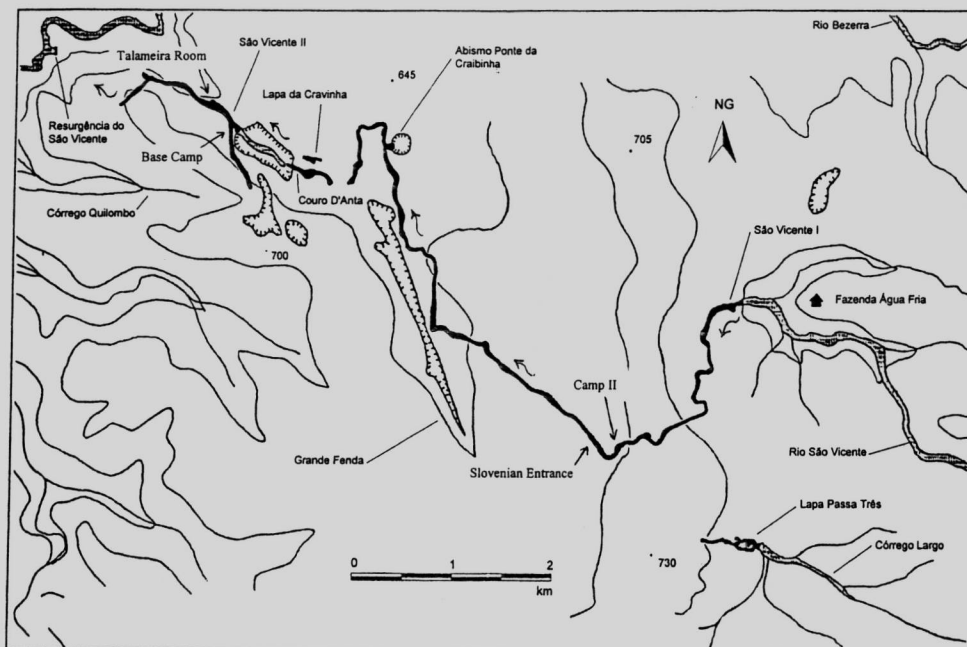 Rio Bezerra
São Vicente II
Talameira Room
Abismo Ponte da
Craibinha
645
Lapa da Cravinha
NG
Resurgência do
São Vicente
Base Camp
705
Couro D'Anta
Córrego Quilombo
São Vicente I
700
Fazenda Água Fria
Camp II
Grande Fenda
Slovenian Entrance
Rio São Vicente
Lapa Passa Três
Córrego Largo
730
0 1 2
km